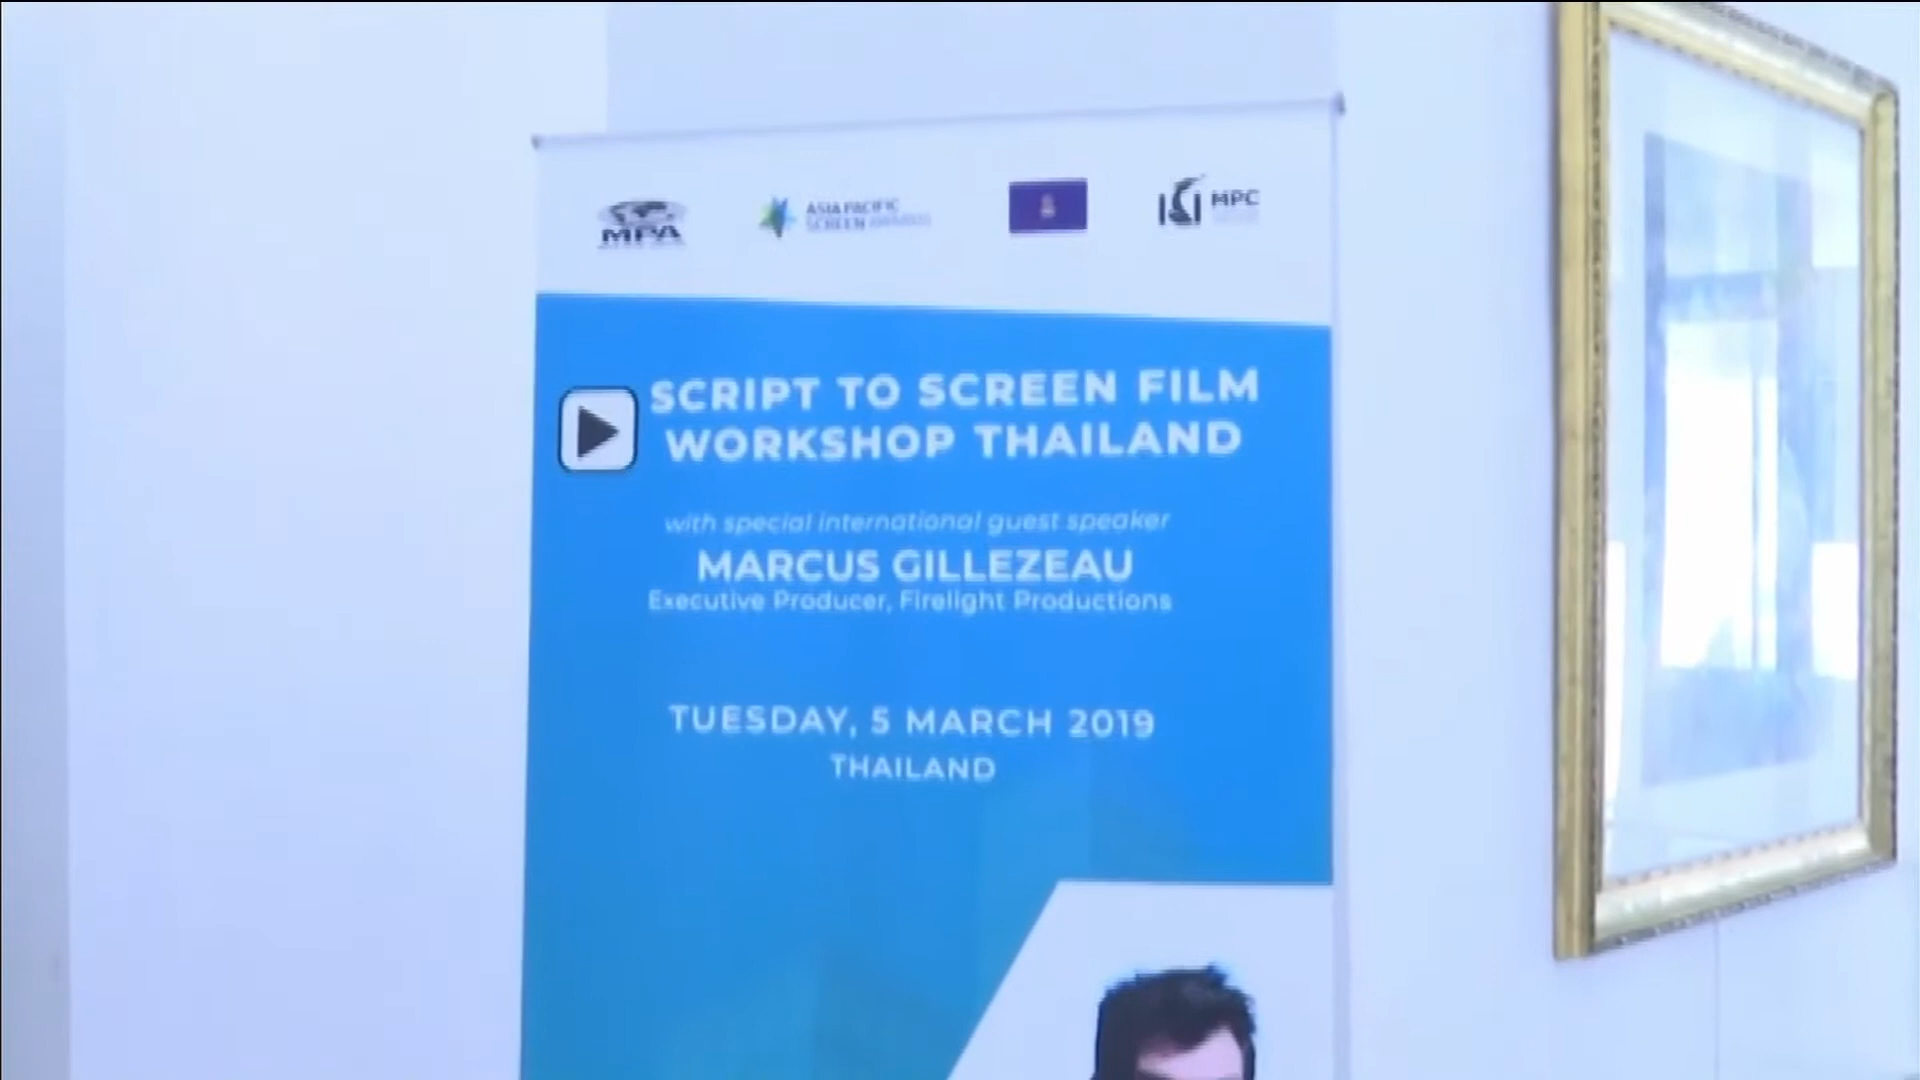 MPA
ASIA PACIFIC
SCREEN AWARDS
MPC
SCRIPT TO SCREEN FILM
WORKSHOP THAILAND
with special international guest speaker
MARCUS GILLEZEAU
Executive Producer, Firelight Productions
TUESDAY, 5 MARCH 2019
THAILAND